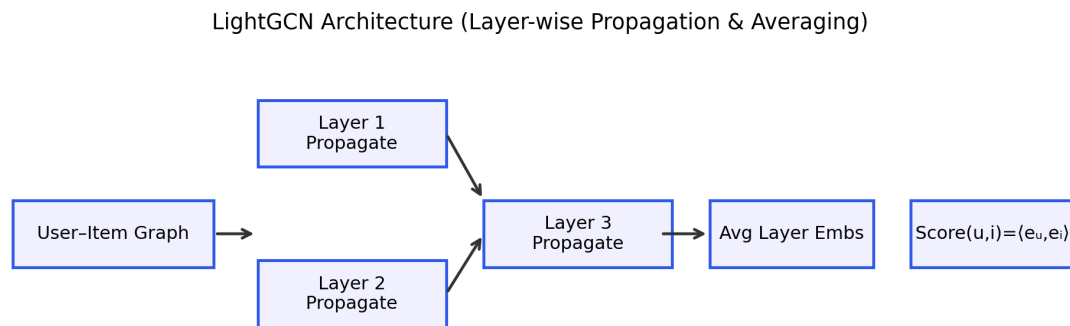 LightGCN Architecture (Layer-wise Propagation & Averaging)
Layer 1
Propagate
User–Item Graph
Layer 3
Propagate
Avg Layer Embs
Score(u,i)=⟨eᵤ,eᵢ⟩
Layer 2
Propagate